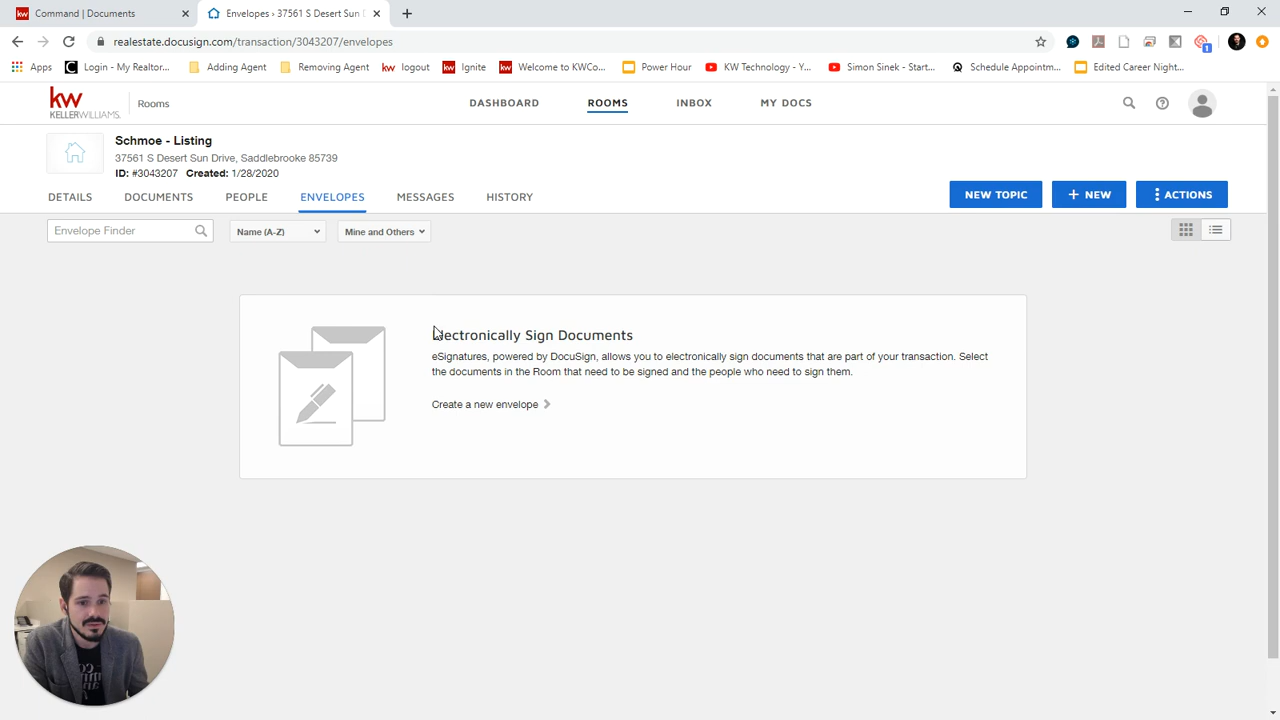 Command | Documents
Envelopes › 37561 S Desert Sun
realestate.docusign.com/transaction/3043207/envelopes
1
Apps
Login - My Realtor...
Adding Agent
Removing Agent
kw logout
kw Ignite
kw Welcome to KWCo...
Power Hour
KW Technology - Y...
Simon Sinek - Start...
Schedule Appointm...
Edited Career Night...
kw
KELLERWILLIAMS.
Rooms
DASHBOARD
ROOMS
INBOX
MY DOCS
Schmoe - Listing
37561 S Desert Sun Drive, Saddlebrooke 85739
ID: #3043207 Created: 1/28/2020
DETAILS
DOCUMENTS
PEOPLE
ENVELOPES
MESSAGES
HISTORY
NEW TOPIC
+ NEW
ACTIONS
Envelope Finder
Name (A-Z)
Mine and Others
Electronically Sign Documents
eSignatures, powered by DocuSign, allows you to electronically sign documents that are part of your transaction. Select
the documents in the Room that need to be signed and the people who need to sign them.
Create a new envelope